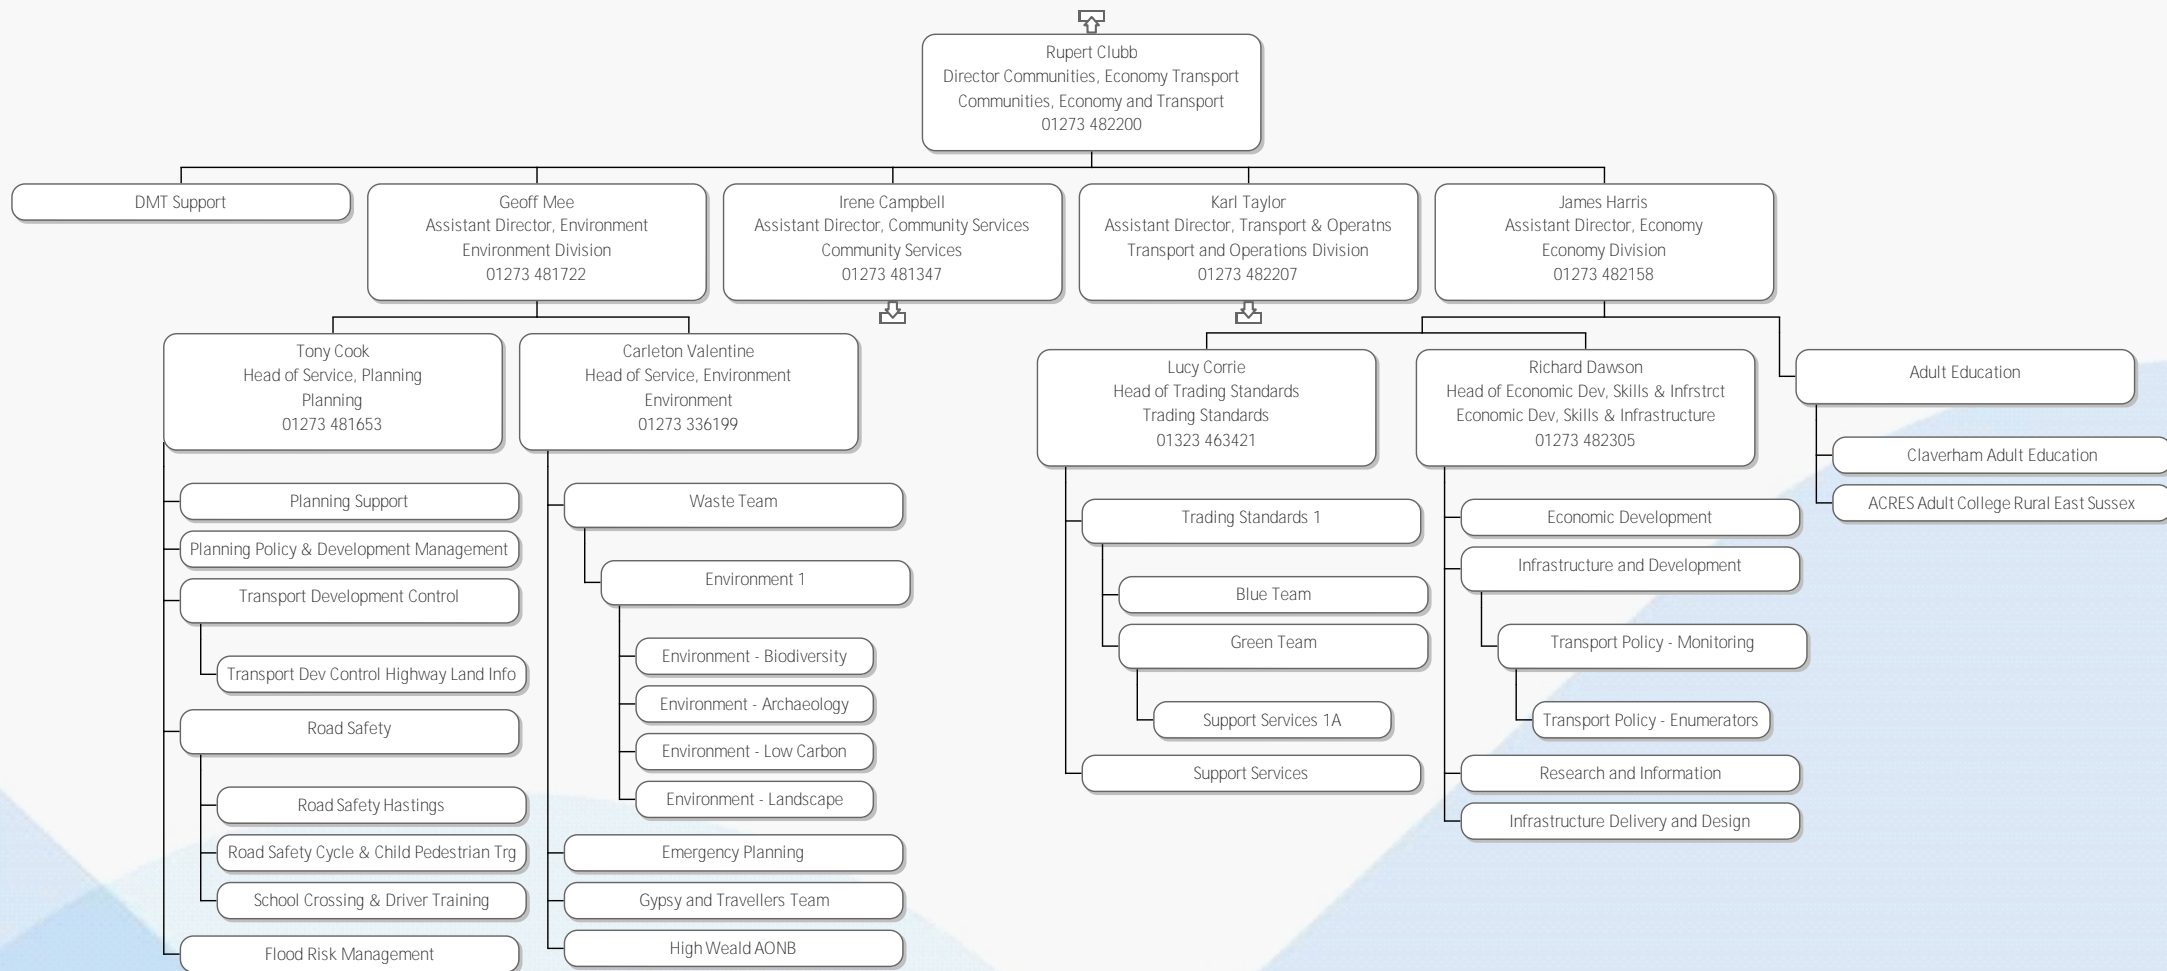 Rupert Clubb
Director Communities, Economy Transport
Communities, Economy and Transport
01273 482200
DMT Support
Geoff Mee
Assistant Director, Environment
Environment Division
01273 481722
Irene Campbell
Assistant Director, Community Services
Community Services
01273 481347
Karl Taylor
Assistant Director, Transport & Operatns
Transport and Operations Division
01273 482207
James Harris
Assistant Director, Economy
Economy Division
01273 482158
Tony Cook
Head of Service, Planning
Planning
01273 481653
Planning Support
Planning Policy & Development Management
Transport Development Control
Transport Dev Control Highway Land Info
Road Safety
Road Safety Hastings
Road Safety Cycle & Child Pedestrian Trg
School Crossing & Driver Training
Flood Risk Management
Carleton Valentine
Head of Service, Environment
Environment
01273 336199
Waste Team
Environment 1
Environment - Biodiversity
Environment - Archaeology
Environment - Low Carbon
Environment - Landscape
Emergency Planning
Gypsy and Travellers Team
High Weald AONB
Lucy Corrie
Head of Trading Standards
Trading Standards
01323 463421
Trading Standards 1
Blue Team
Green Team
Support Services 1A
Support Services
Richard Dawson
Head of Economic Dev, Skills & Infrstrct
Economic Dev, Skills & Infrastructure
01273 482305
Economic Development
Infrastructure and Development
Transport Policy - Monitoring
Transport Policy - Enumerators
Research and Information
Infrastructure Delivery and Design
Adult Education
Claverham Adult Education
ACRES Adult College Rural East Sussex